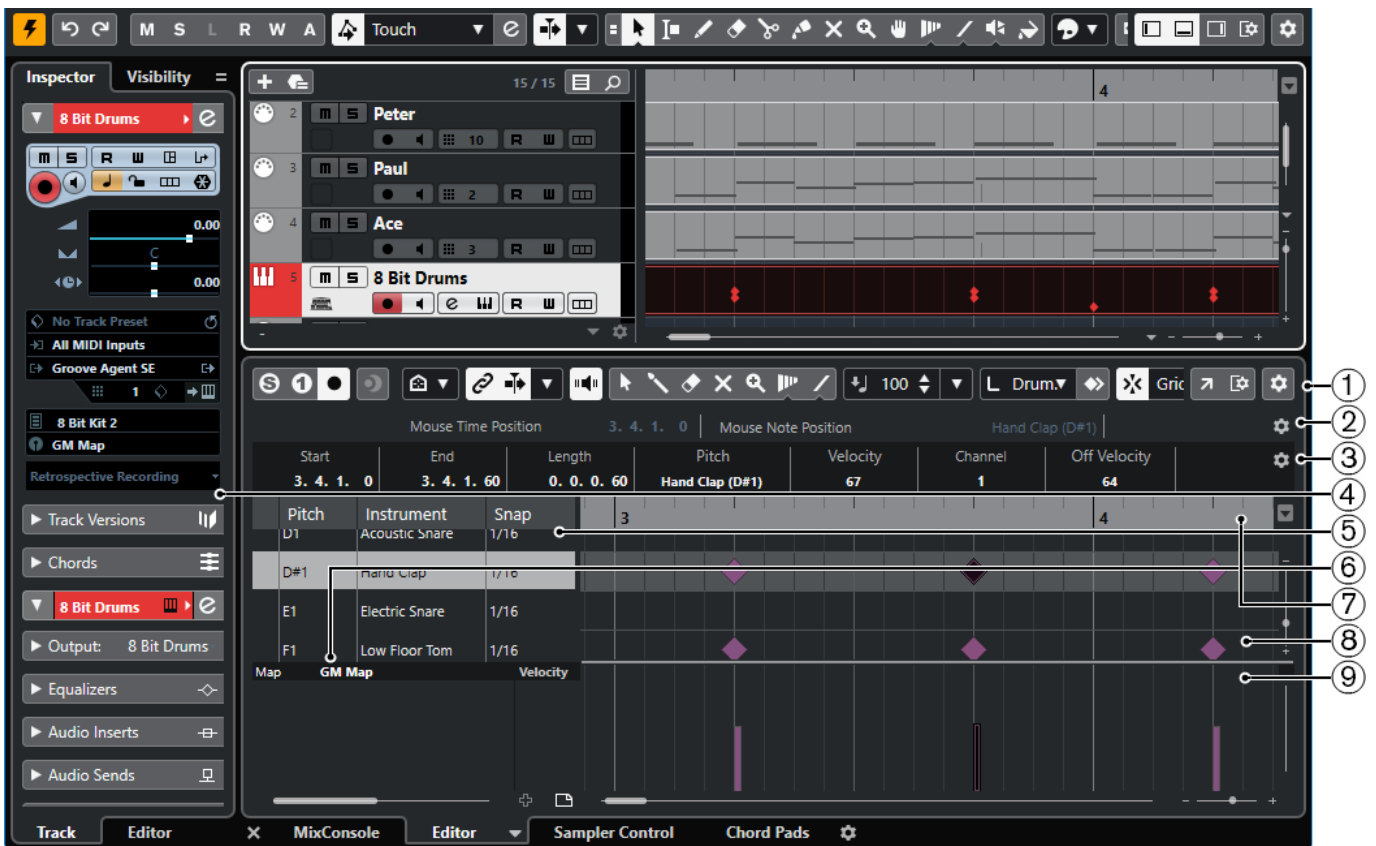 M S L R W A Touch
Inspector Visibility
15 / 15
4
8 Bit Drums
2 m S Peter
10 R W
m S R W
3 m S Paul
2 R W
0.00
4 m S Ace
C
3 R W
0.00
5 m S 8 Bit Drums
R W
No Track Preset
All MIDI Inputs
Groove Agent SE
1
8 Bit Kit 2
GM Map
Retrospective Recording
Track Versions
Chords
8 Bit Drums
Output: 8 Bit Drums
Equalizers
Audio Inserts
Audio Sends
Track Editor
S 1 100 L Drum. Gric 1
Mouse Time Position 3. 4. 1. 0 Mouse Note Position Hand Clap (D#1) 2
Start End Length Pitch Velocity Channel Off Velocity 3
3. 4. 1. 0 3. 4. 1. 60 0. 0. 0. 60 Hand Clap (D#1) 67 1 64
4
Pitch Instrument Snap 3 4
D1 Acoustic Snare 1/16 5
D#1 Hand Clap 1/16 6
E1 Electric Snare 1/16 7
F1 Low Floor Tom 1/16 8
Map GM Map Velocity 9
MixConsole Editor Sampler Control Chord Pads